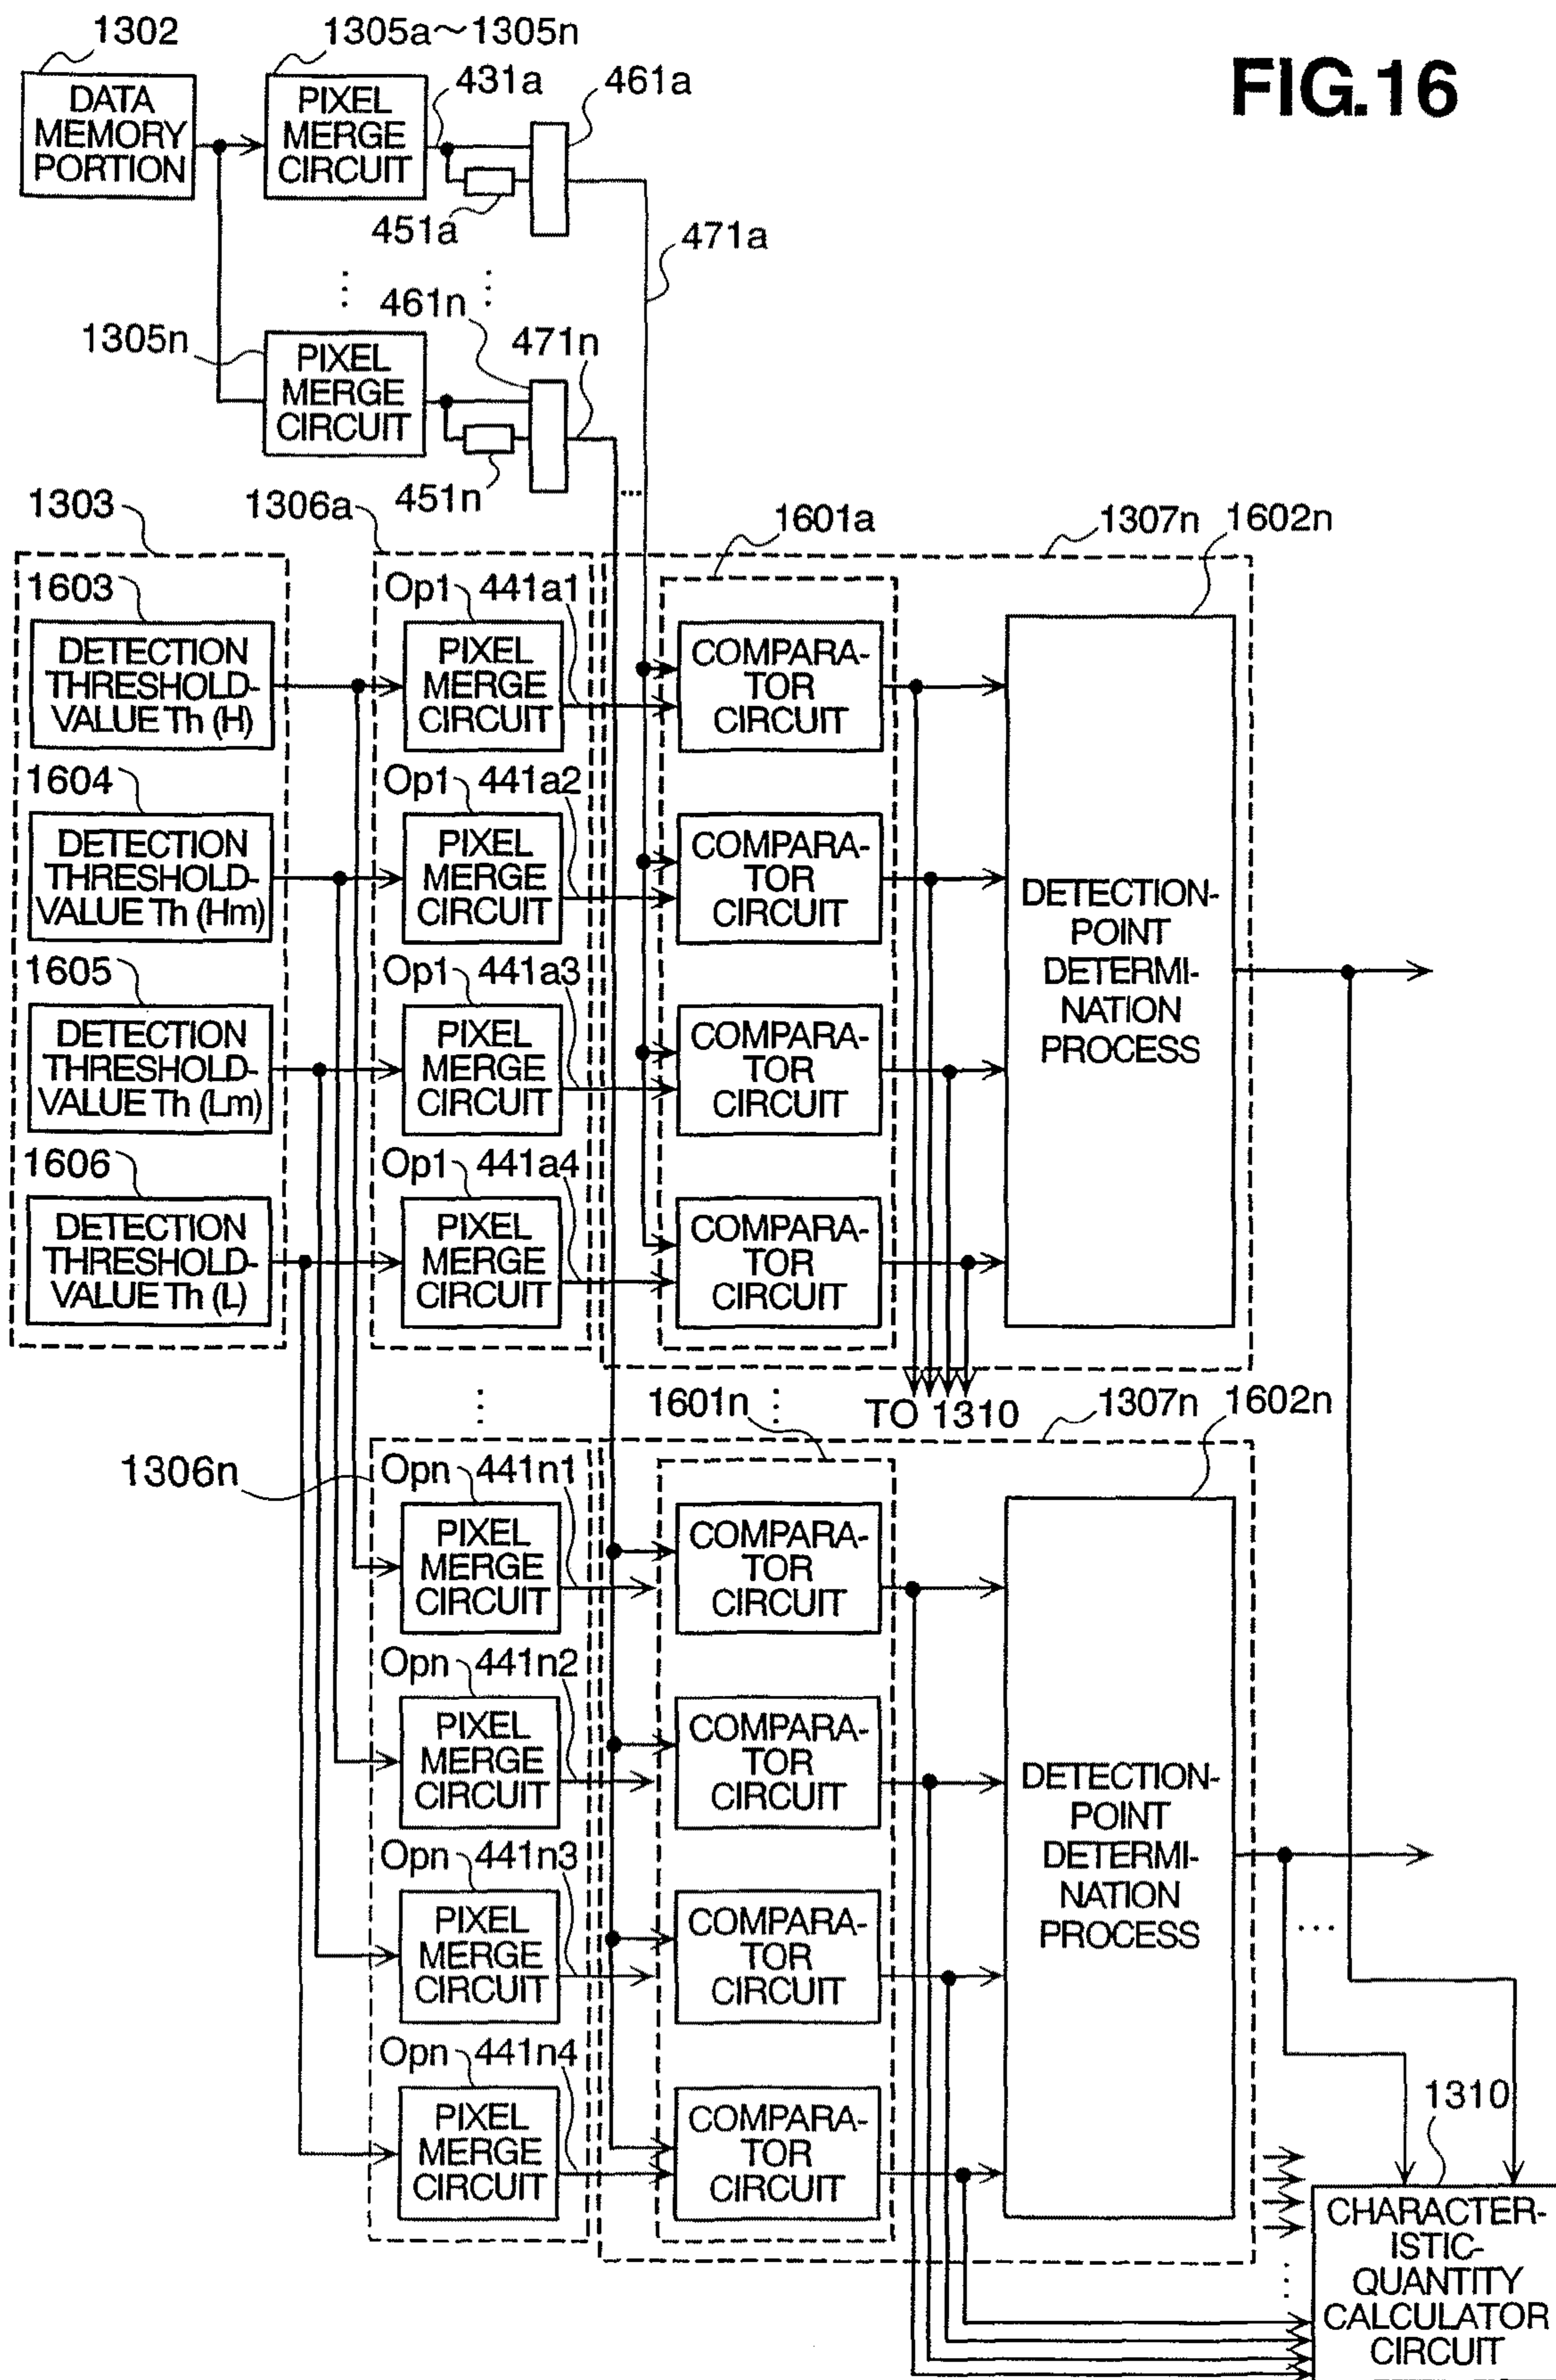 FIG.16
1302
1305a~1305n
431a
461a
DATA
MEMORY
PORTION
PIXEL
MERGE
CIRCUIT
451a
471a
461n
1305n
471n
PIXEL
MERGE
CIRCUIT
451n
1303
1306a
1601a
1307n
1602n
1603
DETECTION
THRESHOLD-
VALUE Th (H)
Op1
441a1
PIXEL
MERGE
CIRCUIT
COMPARA-
TOR
CIRCUIT
1604
DETECTION
THRESHOLD-
VALUE Th (Hm)
Op1
441a2
PIXEL
MERGE
CIRCUIT
COMPARA-
TOR
CIRCUIT
DETECTION-
POINT
DETERMI-
NATION
PROCESS
1605
DETECTION
THRESHOLD-
VALUE Th (Lm)
Op1
441a3
PIXEL
MERGE
CIRCUIT
COMPARA-
TOR
CIRCUIT
1606
DETECTION
THRESHOLD-
VALUE Th (L)
Op1
441a4
PIXEL
MERGE
CIRCUIT
COMPARA-
TOR
CIRCUIT
TO 1310
1601n
1307n
1602n
1306n
Opn
441n1
PIXEL
MERGE
CIRCUIT
COMPARA-
TOR
CIRCUIT
Opn
441n2
PIXEL
MERGE
CIRCUIT
COMPARA-
TOR
CIRCUIT
DETECTION-
POINT
DETERMI-
NATION
PROCESS
Opn
441n3
PIXEL
MERGE
CIRCUIT
COMPARA-
TOR
CIRCUIT
Opn
441n4
PIXEL
MERGE
CIRCUIT
COMPARA-
TOR
CIRCUIT
1310
CHARACTER-
ISTIC-
QUANTITY
CALCULATOR
CIRCUIT